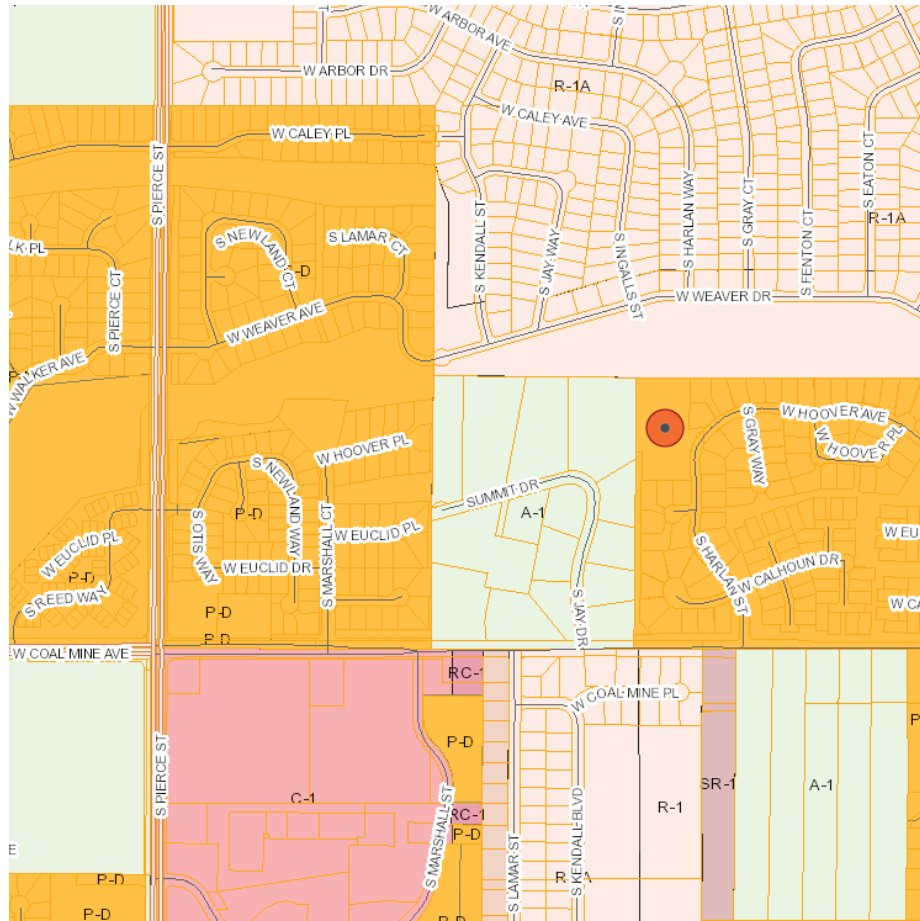 W ARBOR AVE
W ARBOR DR
R-1A
W CALEY PL
W CALEY AVE
S PIERCE ST
S HARLAN WAY
S GRAY CT
S FENTON CT
S EATON CT
R-1A
S NEWLAND CT
S LAMAR CT
P-D
S KENDALL ST
S JAY WAY
S INGALLS ST
S PIERCE CT
W WEAVER AVE
W WEAVER DR
W WALKER AVE
W HOOVER AVE
W HOOVER PL
S GRAY WAY
W HOOVER PL
S NEWLAND WAY
SUMMIT DR
A-1
P-D
S OTIS WAY
W EUCLID PL
W EUCLID PL
S MARSHALL CT
W EUCLID DR
P-D
S REED WAY
S HARLAN ST
W CALHOUN DR
S JAY DR
P-D
P-D
W COAL MINE AVE
RC-1
W COAL MINE PL
S PIERCE ST
P-D
C-1
SR-1
A-1
R-1
RC-1
P-D
S MARSHALL ST
S LAMAR ST
S KENDALL BLVD
P-D
P-D
P-D